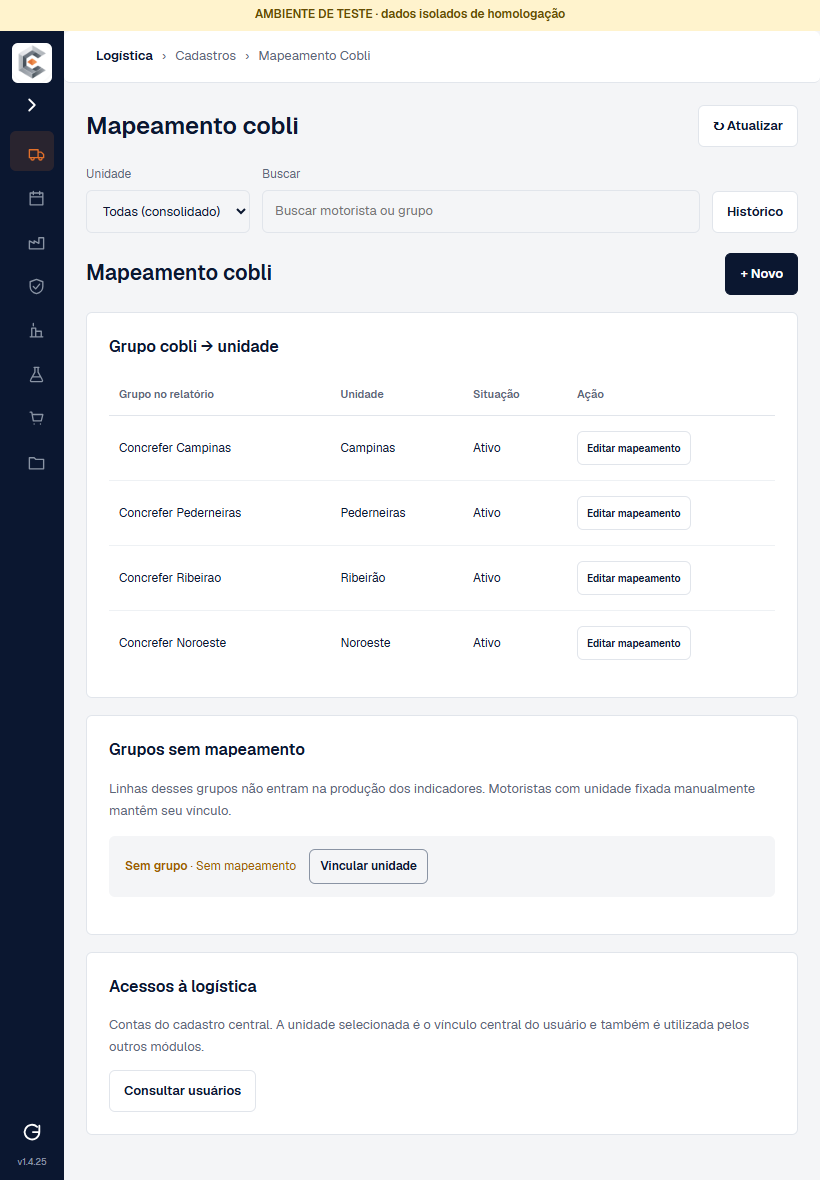 AMBIENTE DE TESTE · dados isolados de homologação
Logística › Cadastros › Mapeamento Cobli
Mapeamento cobli
↻ Atualizar
Unidade
Buscar
Todas (consolidado)
Buscar motorista ou grupo
Histórico
Mapeamento cobli
+ Novo
Grupo cobli → unidade
Grupo no relatório Unidade Situação Ação
Concrefer Campinas Campinas Ativo Editar mapeamento
Concrefer Pederneiras Pederneiras Ativo Editar mapeamento
Concrefer Ribeirao Ribeirão Ativo Editar mapeamento
Concrefer Noroeste Noroeste Ativo Editar mapeamento
Grupos sem mapeamento
Linhas desses grupos não entram na produção dos indicadores. Motoristas com unidade fixada manualmente
mantêm seu vínculo.
Sem grupo · Sem mapeamento Vincular unidade
Acessos à logística
Contas do cadastro central. A unidade selecionada é o vínculo central do usuário e também é utilizada pelos
outros módulos.
Consultar usuários
v1.4.25